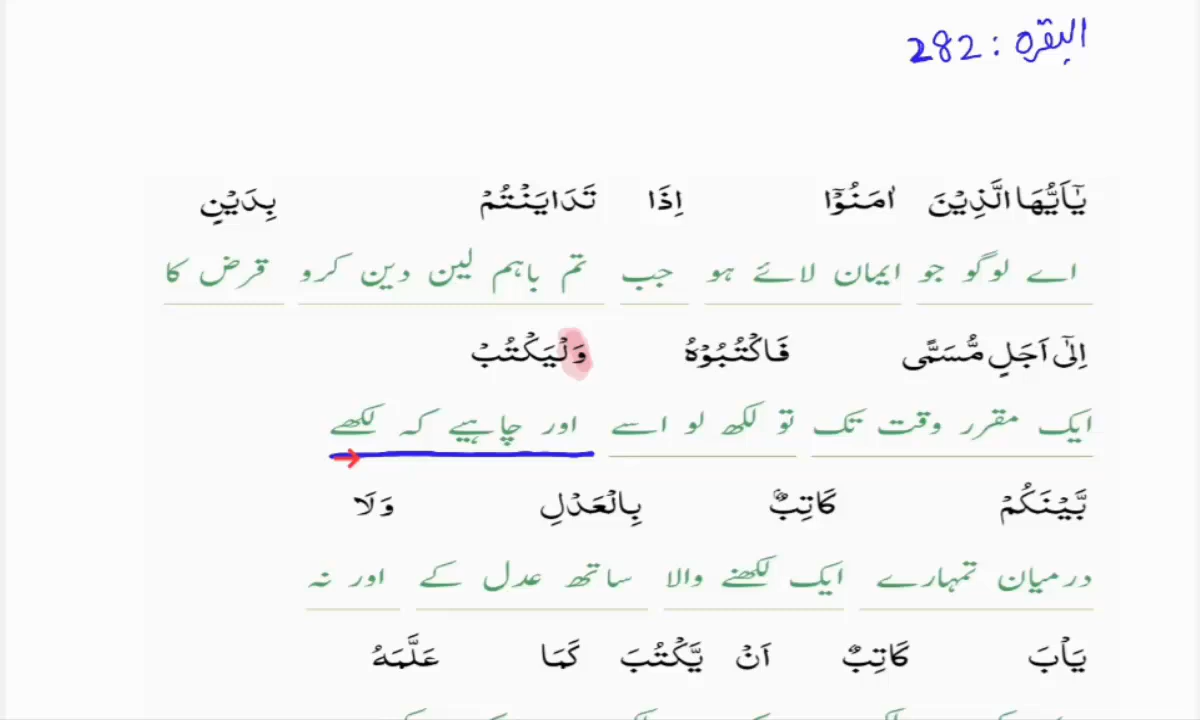 البقرہ : 282
يٰۤاَيُّهَا الَّذِيْنَ اٰمَنُوْۤا اِذَا تَدَايَنْتُمْ بِدَيْنٍ
اے لوگو جو ایمان لائے ہو جب تم باہم لین دین کرو قرض کا
اِلٰٓى اَجَلٍ مُّسَمًّى فَاكْتُبُوْهُ وَلْيَكْتُبْ
ایک مقرر وقت تک تو لکھ لو اسے اور چاہیے کہ لکھے
بَّيْنَكُمْ كَاتِبٌۢ بِالْعَدْلِ وَلَا
درمیان تمہارے ایک لکھنے والا ساتھ عدل کے اور نہ
يَاْبَ كَاتِبٌ اَنْ يَّكْتُبَ كَمَا عَلَّمَهُ